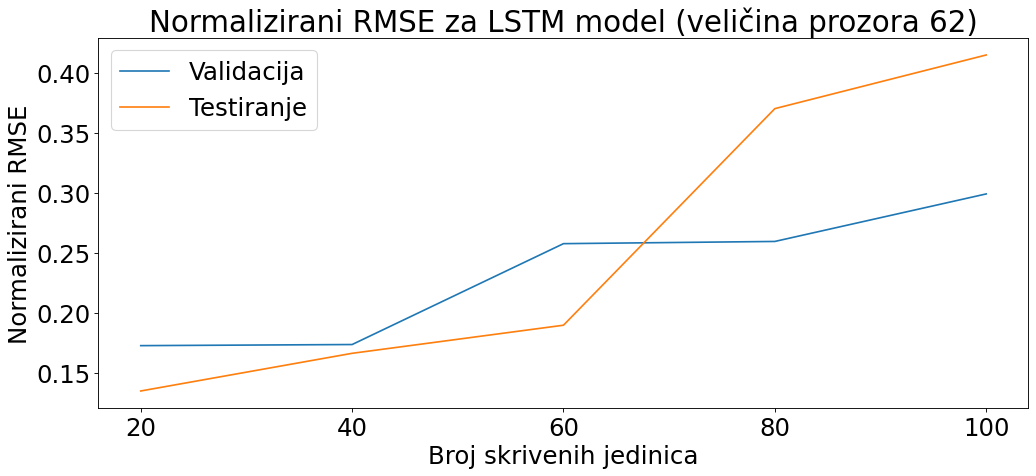 Normalizirani RMSE za LSTM model (veličina prozora 62)
Validacija
Testiranje
Normalizirani RMSE
0.40
0.35
0.30
0.25
0.20
0.15
20 40 60 80 100
Broj skrivenih jedinica